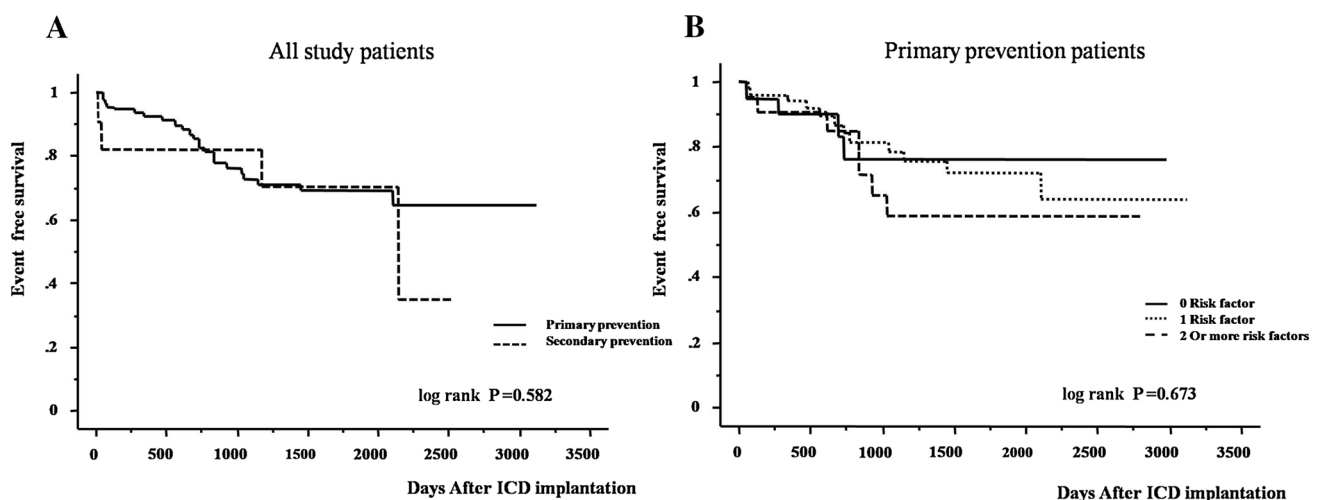 A
All study patients
Event free survival
1
.8
.6
.4
.2
0
Primary prevention
Secondary prevention
log rank P=0.582
0 500 1000 1500 2000 2500 3000 3500
Days After ICD implantation
B
Primary prevention patients
Event free survival
1
.8
.6
.4
.2
0
0 Risk factor
1 Risk factor
2 Or more risk factors
log rank P=0.673
0 500 1000 1500 2000 2500 3000 3500
Days After ICD implantation